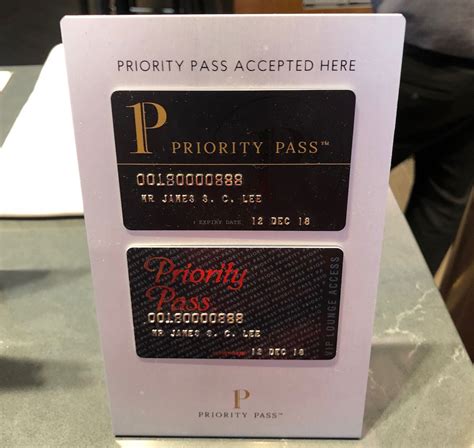 PRIORITY PASS ACCEPTED HERE
P PRIORITY PASS™
00180000888
MR JAMES S. C. LEE
EXPIRY DATE 12 DEC 18
Priority
Pass
00180000888
MR JAMES S. C. LEE
12 DEC 18
VIP LOUNGE ACCESS
P
PRIORITY PASS™